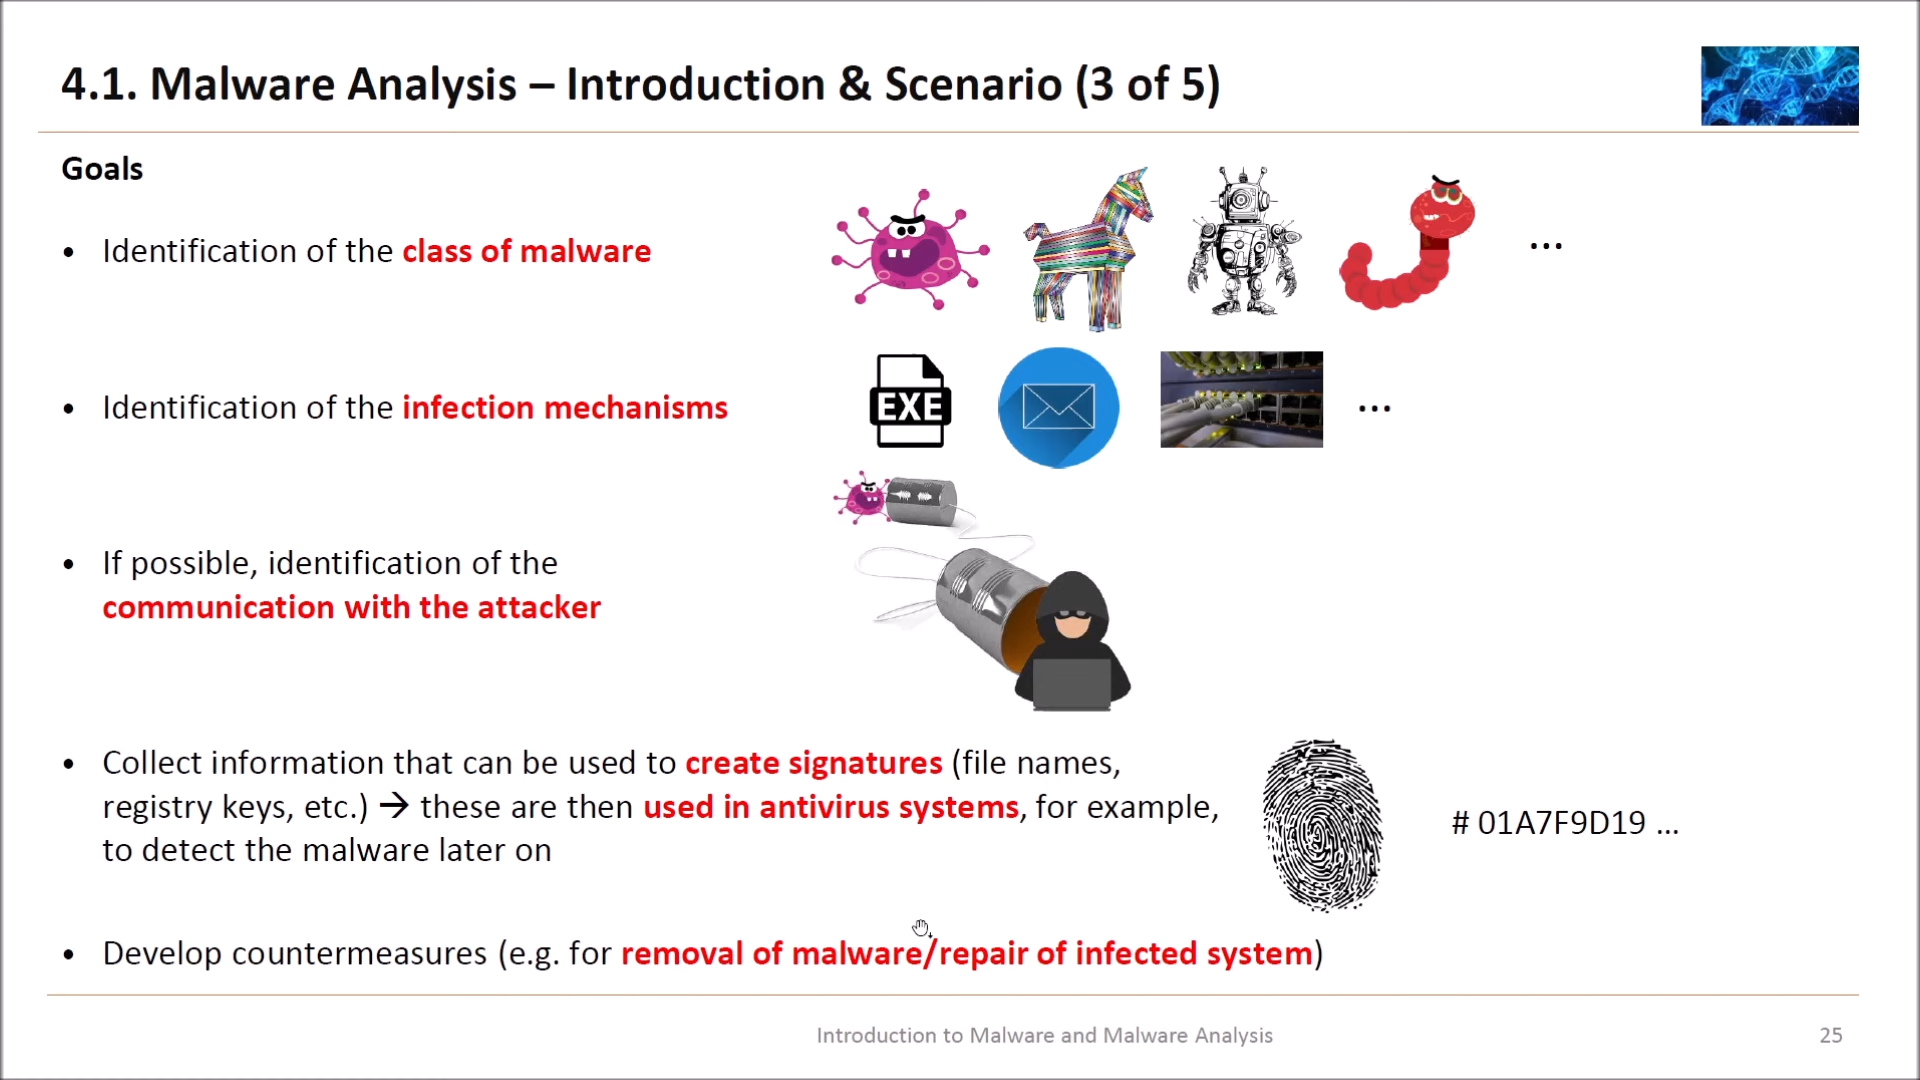 4.1. Malware Analysis – Introduction & Scenario (3 of 5)
Goals
• Identification of the class of malware
...
• Identification of the infection mechanisms
EXE
...
• If possible, identification of the
communication with the attacker
• Collect information that can be used to create signatures (file names,
registry keys, etc.) → these are then used in antivirus systems, for example,
to detect the malware later on
# 01A7F9D19 ...
• Develop countermeasures (e.g. for removal of malware/repair of infected system)
Introduction to Malware and Malware Analysis
25